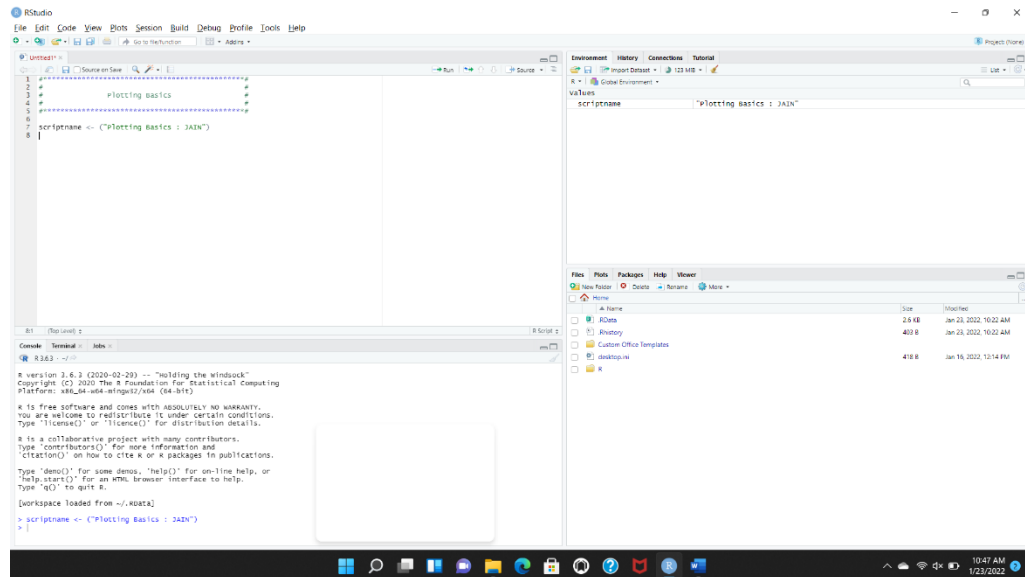 RStudio
File Edit Code View Plots Session Build Debug Profile Tools Help
Go to file/function Addins
Project: (None)
Untitled1*
Source on Save Run Source
1 #**********************************************#
2 # #
3 # Plotting Basics #
4 # #
5 #**********************************************#
6
7 scriptname <- ("Plotting Basics : JAIN")
8
8:1 (Top Level) R Script
Console Terminal Jobs
R 3.6.3 · ~/
R version 3.6.3 (2020-02-29) -- "Holding the Windsock"
Copyright (C) 2020 The R Foundation for Statistical Computing
Platform: x86_64-w64-mingw32/x64 (64-bit)
R is free software and comes with ABSOLUTELY NO WARRANTY.
You are welcome to redistribute it under certain conditions.
Type 'license()' or 'licence()' for distribution details.
R is a collaborative project with many contributors.
Type 'contributors()' for more information and
'citation()' on how to cite R or R packages in publications.
Type 'demo()' for some demos, 'help()' for on-line help, or
'help.start()' for an HTML browser interface to help.
Type 'q()' to quit R.
[Workspace loaded from ~/.RData]
> scriptname <- ("Plotting Basics : JAIN")
>
Environment History Connections Tutorial
Import Dataset 123 MiB List
R Global Environment
Values
scriptname "Plotting Basics : JAIN"
Files Plots Packages Help Viewer
New Folder Delete Rename More
Home
Name Size Modified
.RData 2.6 KB Jan 23, 2022, 10:22 AM
.Rhistory 403 B Jan 23, 2022, 10:22 AM
Custom Office Templates
desktop.ini 418 B Jan 16, 2022, 12:14 PM
R
10:47 AM
1/23/2022